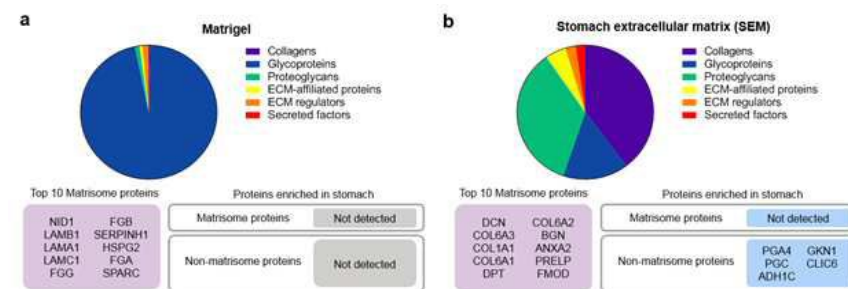 a
Matrigel
Collagens
Glycoproteins
Proteoglycans
ECM-affiliated proteins
ECM regulators
Secreted factors
Top 10 Matrisome proteins
NID1 FGB
LAMB1 SERPINH1
LAMA1 HSPG2
LAMC1 FGA
FGG SPARC
Proteins enriched in stomach
Matrisome proteins Not detected
Non-matrisome proteins Not detected
b
Stomach extracellular matrix (SEM)
Collagens
Glycoproteins
Proteoglycans
ECM-affiliated proteins
ECM regulators
Secreted factors
Top 10 Matrisome proteins
DCN COL6A2
COL6A3 BGN
COL1A1 ANXA2
COL6A1 PRELP
DPT FMOD
Proteins enriched in stomach
Matrisome proteins Not detected
Non-matrisome proteins
PGA4 GKN1
PGC CLIC6
ADH1C